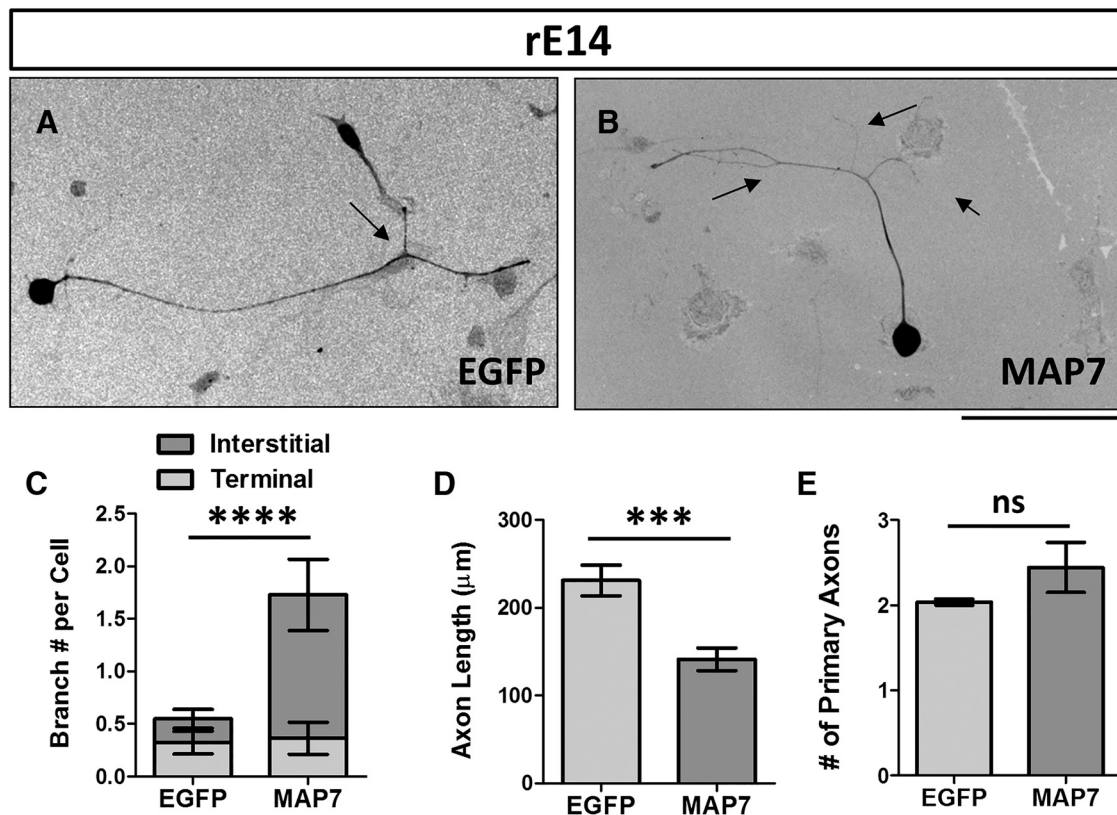 rE14
A
EGFP
B
MAP7
C
Interstitial
Terminal
****
Branch # per Cell
2.5
2.0
1.5
1.0
0.5
0.0
EGFP
MAP7
D
***
Axon Length (μm)
300
200
100
0
EGFP
MAP7
E
ns
# of Primary Axons
3
2
1
0
EGFP
MAP7